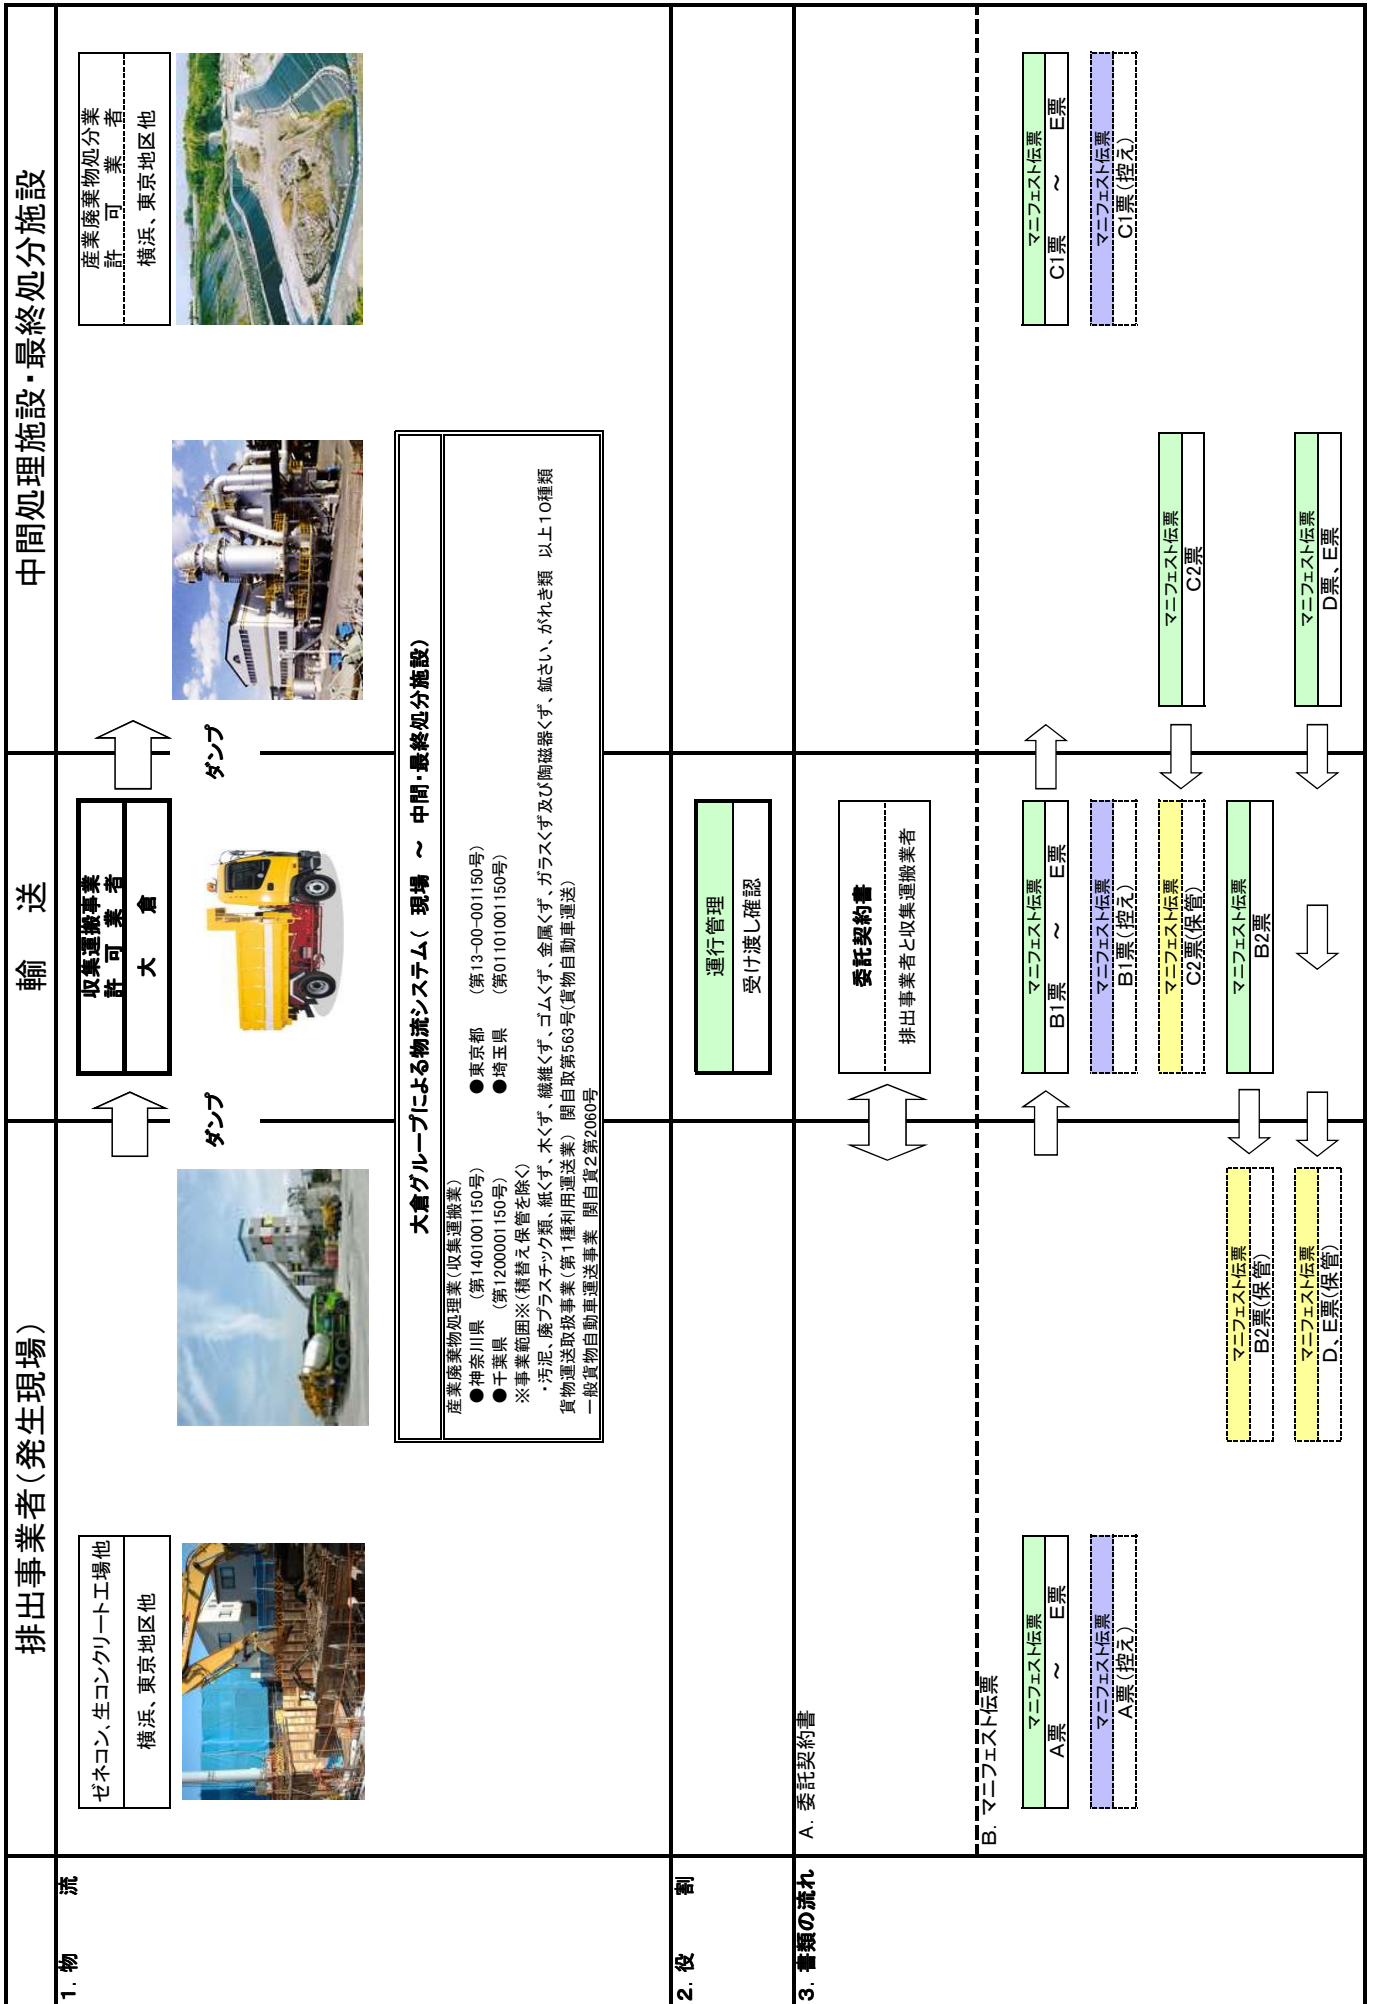 排出事業者(発生現場)
輸　送
中間処理施設・最終処分施設
1. 物　流
ゼネコン、生コンクリート工場他
横浜、東京地区他
収集運搬事業
許可業者
大倉
産業廃棄物処分業
許可業者
横浜、東京地区他
ダンプ
ダンプ
大倉グループによる物流システム( 現場 ～ 中間・最終処分施設)
産業廃棄物処理業(収集運搬業)
●神奈川県 (第1401001150号) ●東京都 (第13-00-001150号)
●千葉県 (第1200001150号) ●埼玉県 (第01101001150号)
※事業範囲※(積替え保管を除く)
・汚泥、廃プラスチック類、紙くず、木くず、繊維くず、ゴムくず、金属くず、ガラスくず及び陶磁器くず、鉱さい、がれき類 以上10種類
貨物運送取扱事業(第1種利用運送業) 関自取第563号(貨物自動車運送)
一般貨物自動車運送事業 関自貨2第2060号
2. 役　割
運行管理
受け渡し確認
3. 書類の流れ
A. 委託契約書
委託契約書
排出事業者と収集運搬業者
B. マニフェスト伝票
マニフェスト伝票
A票 ～ E票
マニフェスト伝票
B1票 ～ E票
マニフェスト伝票
C1票 ～ E票
マニフェスト伝票
A票(控え)
マニフェスト伝票
B1票(控え)
マニフェスト伝票
C1票(控え)
マニフェスト伝票
C2票(保管)
マニフェスト伝票
C2票
マニフェスト伝票
B2票(保管)
マニフェスト伝票
B2票
マニフェスト伝票
D、E票(保管)
マニフェスト伝票
D票、E票